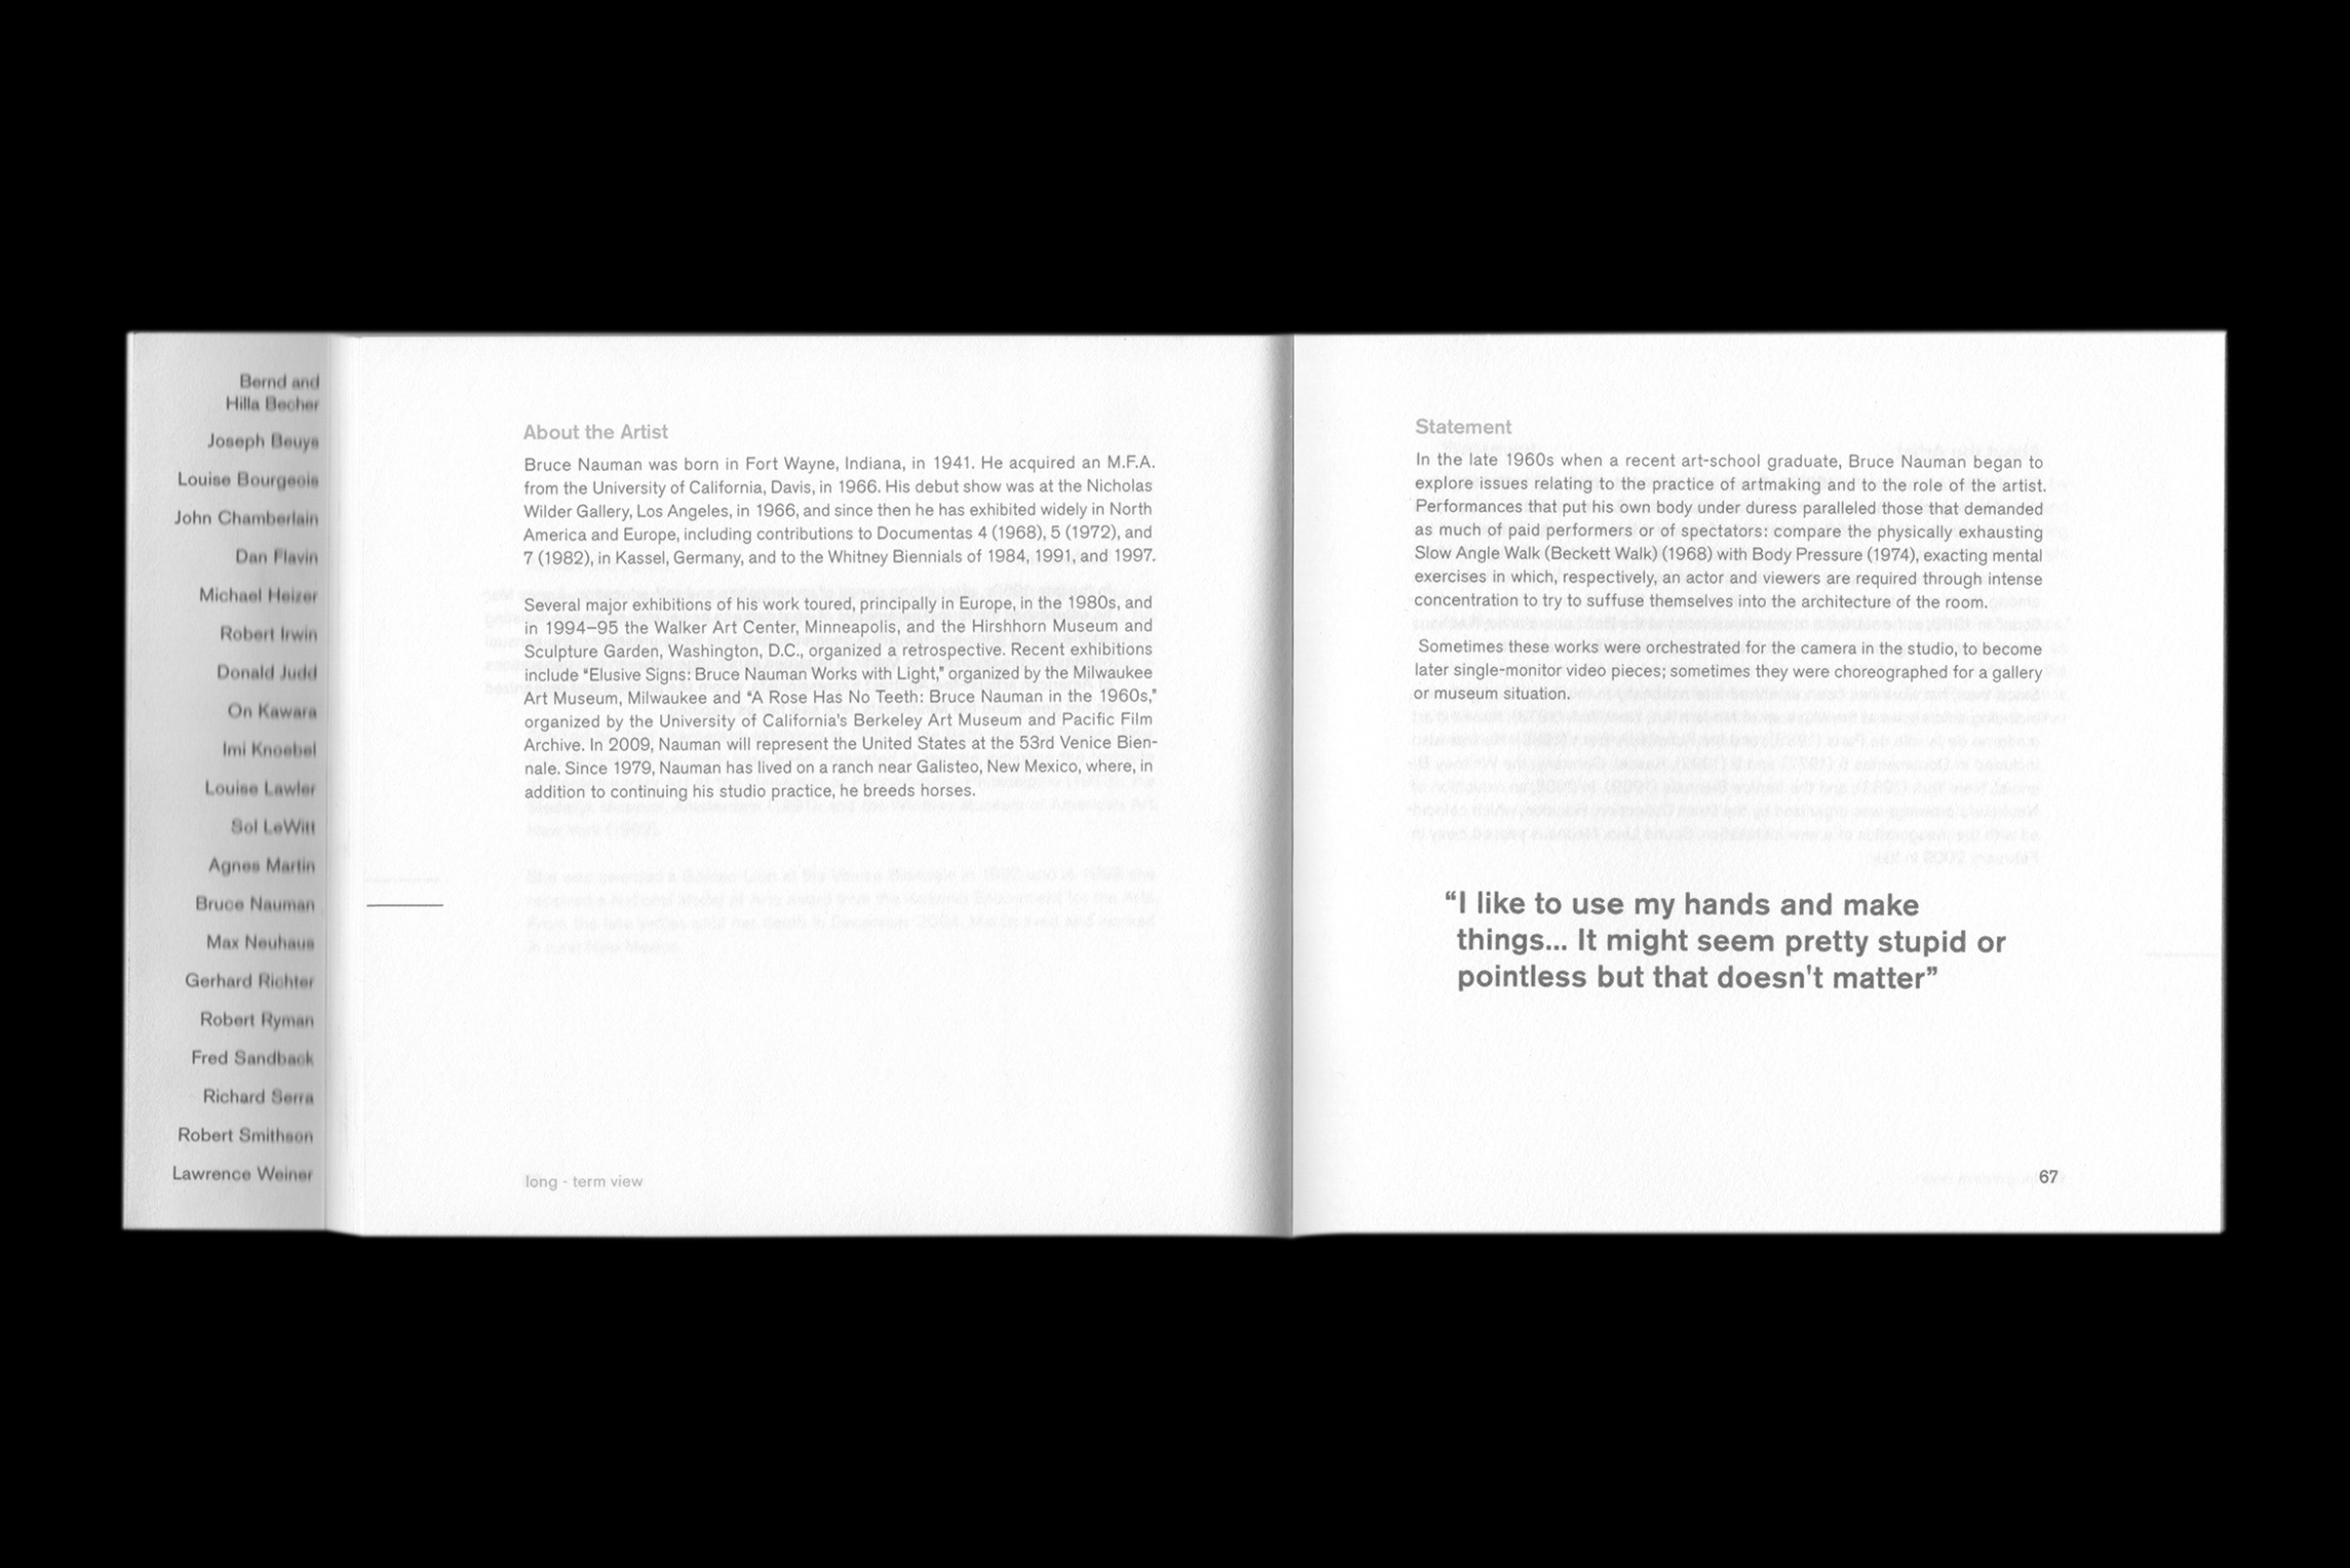 Bernd and
Hilla Becher
Joseph Beuys
Louise Bourgeois
John Chamberlain
Dan Flavin
Michael Heizer
Robert Irwin
Donald Judd
On Kawara
Imi Knoebel
Louise Lawler
Sol LeWitt
Agnes Martin
Bruce Nauman
Max Neuhaus
Gerhard Richter
Robert Ryman
Fred Sandback
Richard Serra
Robert Smithson
Lawrence Weiner
About the Artist
Bruce Nauman was born in Fort Wayne, Indiana, in 1941. He acquired an M.F.A.
from the University of California, Davis, in 1966. His debut show was at the Nicholas
Wilder Gallery, Los Angeles, in 1966, and since then he has exhibited widely in North
America and Europe, including contributions to Documentas 4 (1968), 5 (1972), and
7 (1982), in Kassel, Germany, and to the Whitney Biennials of 1984, 1991, and 1997.
Several major exhibitions of his work toured, principally in Europe, in the 1980s, and
in 1994–95 the Walker Art Center, Minneapolis, and the Hirshhorn Museum and
Sculpture Garden, Washington, D.C., organized a retrospective. Recent exhibitions
include “Elusive Signs: Bruce Nauman Works with Light,” organized by the Milwaukee
Art Museum, Milwaukee and “A Rose Has No Teeth: Bruce Nauman in the 1960s,”
organized by the University of California's Berkeley Art Museum and Pacific Film
Archive. In 2009, Nauman will represent the United States at the 53rd Venice Bien-
nale. Since 1979, Nauman has lived on a ranch near Galisteo, New Mexico, where, in
addition to continuing his studio practice, he breeds horses.
long - term view
Statement
In the late 1960s when a recent art-school graduate, Bruce Nauman began to
explore issues relating to the practice of artmaking and to the role of the artist.
Performances that put his own body under duress paralleled those that demanded
as much of paid performers or of spectators: compare the physically exhausting
Slow Angle Walk (Beckett Walk) (1968) with Body Pressure (1974), exacting mental
exercises in which, respectively, an actor and viewers are required through intense
concentration to try to suffuse themselves into the architecture of the room.
Sometimes these works were orchestrated for the camera in the studio, to become
later single-monitor video pieces; sometimes they were choreographed for a gallery
or museum situation.
“I like to use my hands and make
things... It might seem pretty stupid or
pointless but that doesn't matter”
67